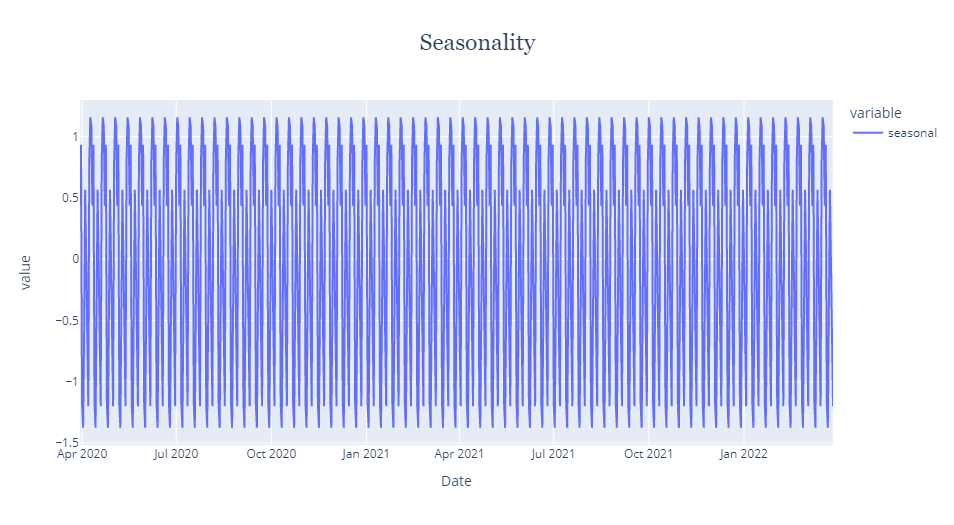 Seasonality
variable
seasonal
value
1
0.5
0
−0.5
−1
−1.5
Apr 2020
Jul 2020
Oct 2020
Jan 2021
Apr 2021
Jul 2021
Oct 2021
Jan 2022
Date